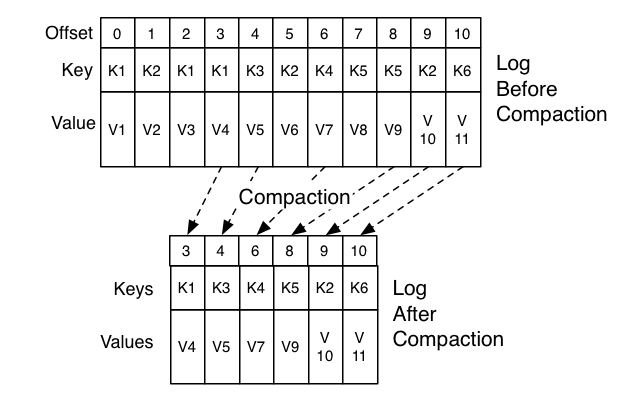 Offset 0 1 2 3 4 5 6 7 8 9 10
Key K1 K2 K1 K1 K3 K2 K4 K5 K5 K2 K6
Value V1 V2 V3 V4 V5 V6 V7 V8 V9 V 10 V 11
Log
Before
Compaction
Compaction
3 4 6 8 9 10
Keys K1 K3 K4 K5 K2 K6
Values V4 V5 V7 V9 V 10 V 11
Log
After
Compaction